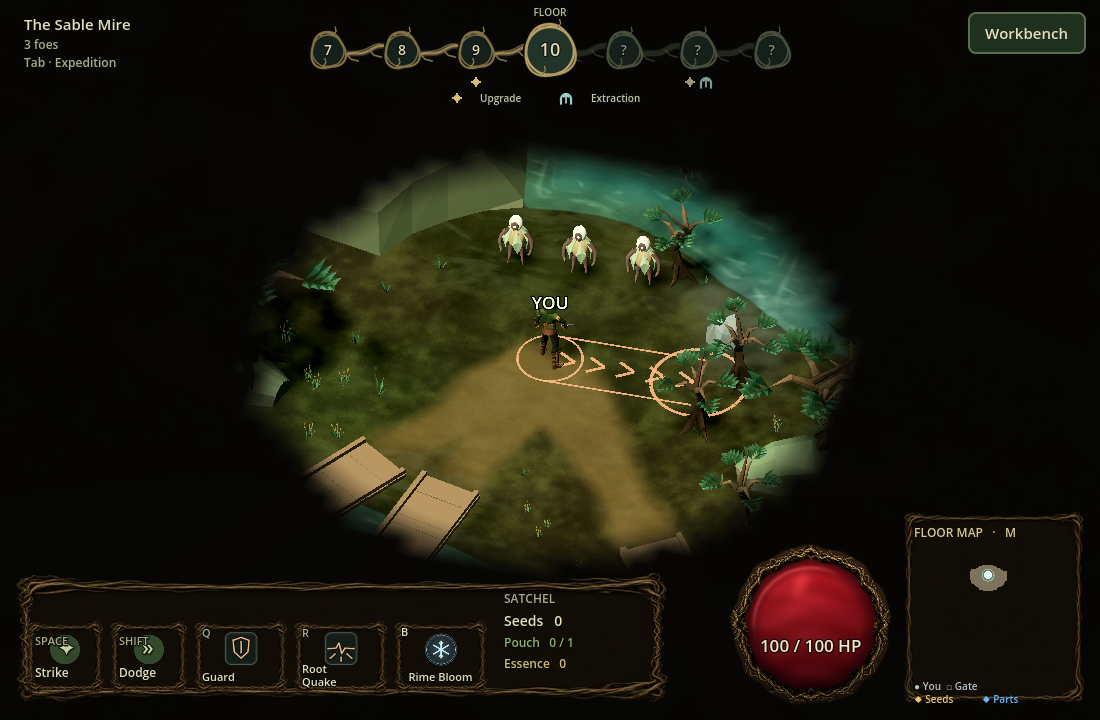 The Sable Mire
3 foes
Tab · Expedition
FLOOR
7 8 9 10 ? ? ?
Upgrade Extraction
Workbench
YOU
SATCHEL
Seeds 0
Pouch 0 / 1
Essence 0
SPACE
Strike
SHIFT
Dodge
Q
Guard
R
Root
Quake
B
Rime Bloom
100 / 100 HP
FLOOR MAP · M
You Gate
Seeds Parts